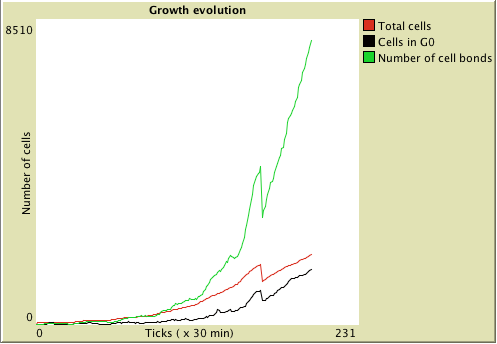 Growth evolution
8510
Number of cells
0
0
Ticks ( x 30 min)
231
Total cells
Cells in G0
Number of cell bonds